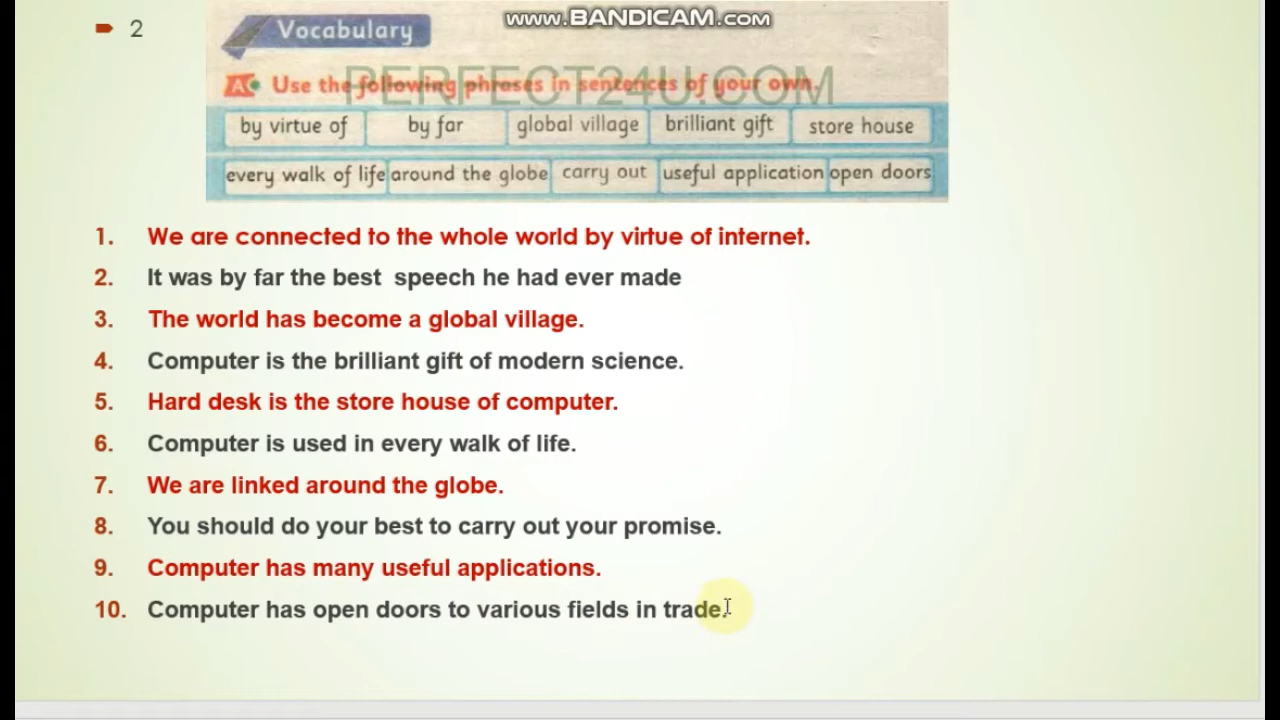 www.BANDICAM.com
2
Vocabulary
PERFECT24U.COM
A Use the following phrases in sentences of your own.
by virtue of by far global village brilliant gift store house
every walk of life around the globe carry out useful application open doors
1. We are connected to the whole world by virtue of internet.
2. It was by far the best speech he had ever made
3. The world has become a global village.
4. Computer is the brilliant gift of modern science.
5. Hard desk is the store house of computer.
6. Computer is used in every walk of life.
7. We are linked around the globe.
8. You should do your best to carry out your promise.
9. Computer has many useful applications.
10. Computer has open doors to various fields in trade.